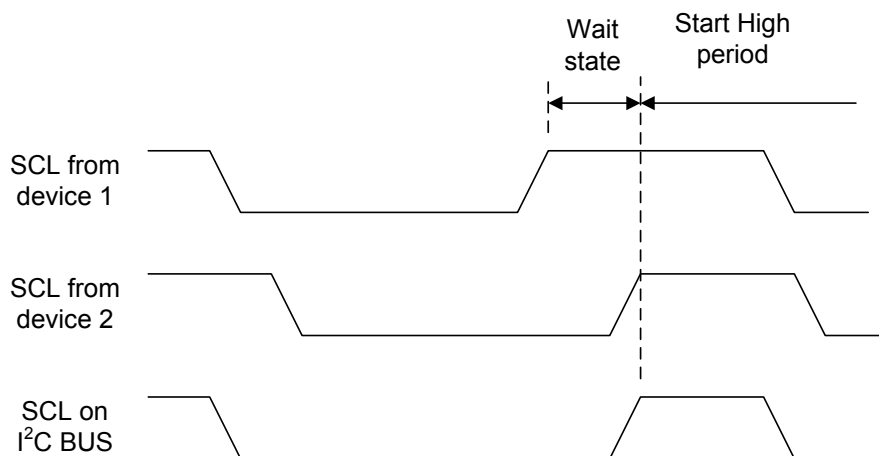 Wait
state
Start High
period
SCL from
device 1
SCL from
device 2
SCL on
I²C BUS